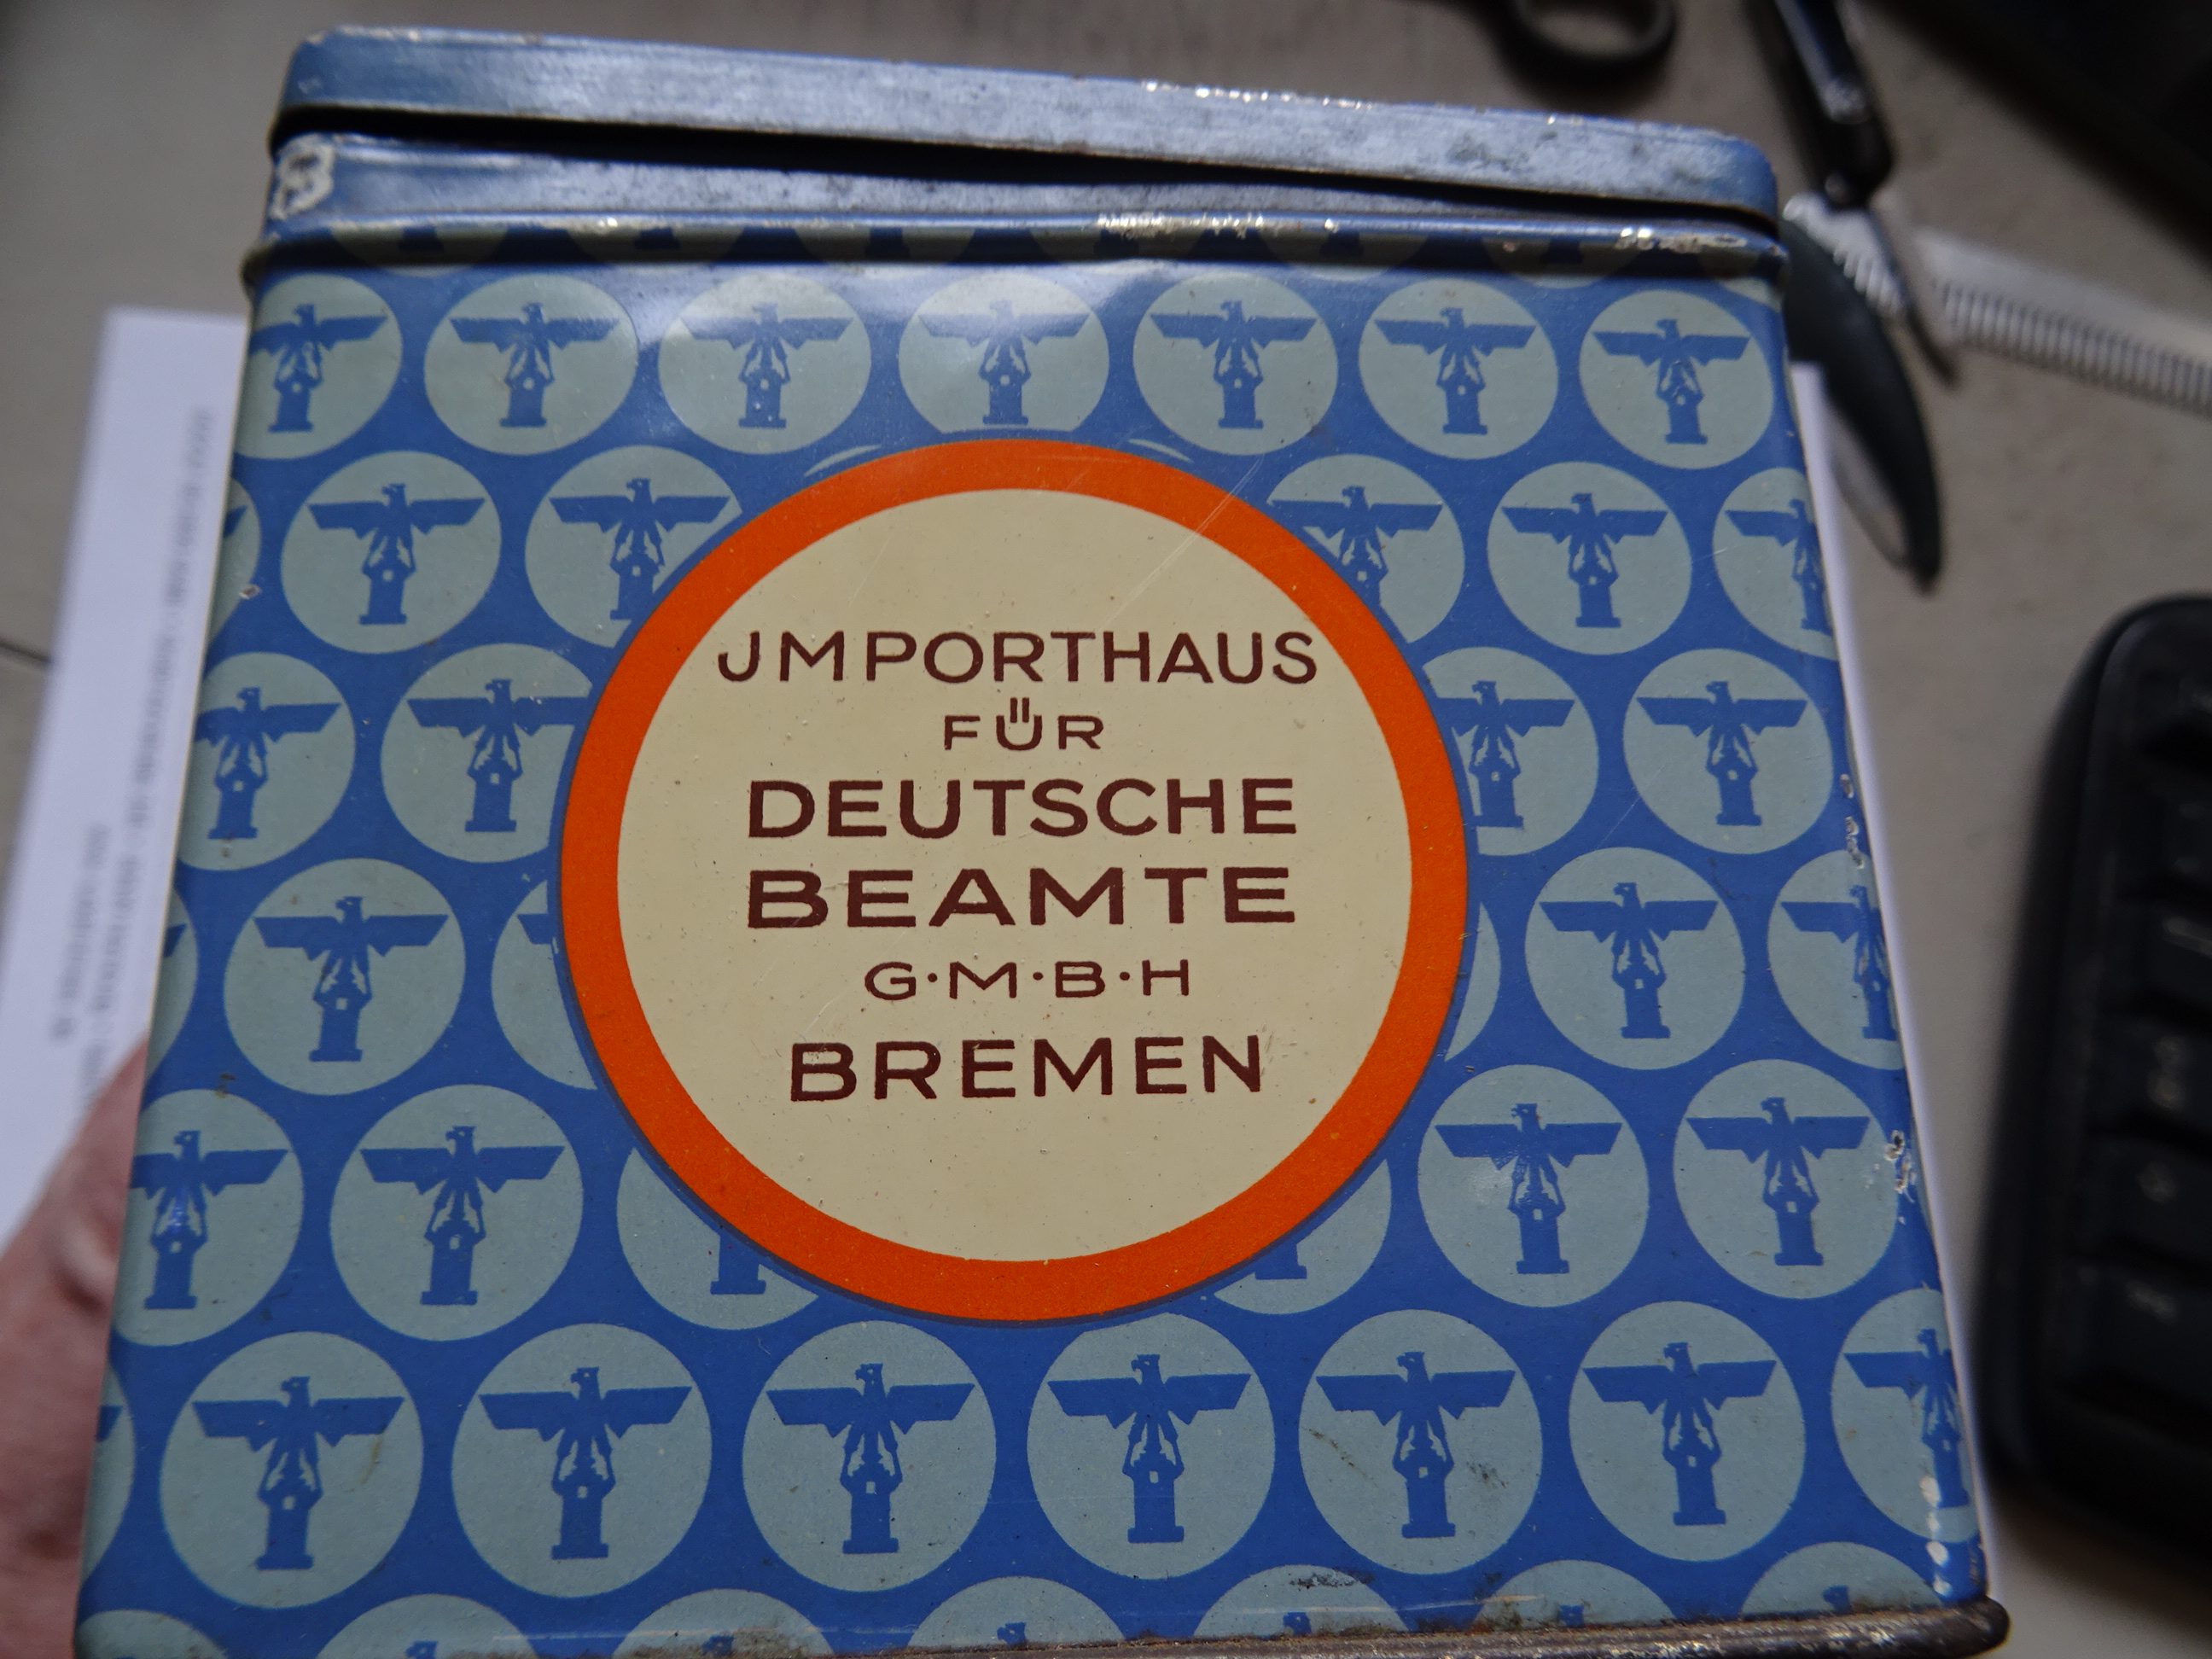 JMPORTHAUS
FÜR
DEUTSCHE
BEAMTE
G·M·B·H
BREMEN